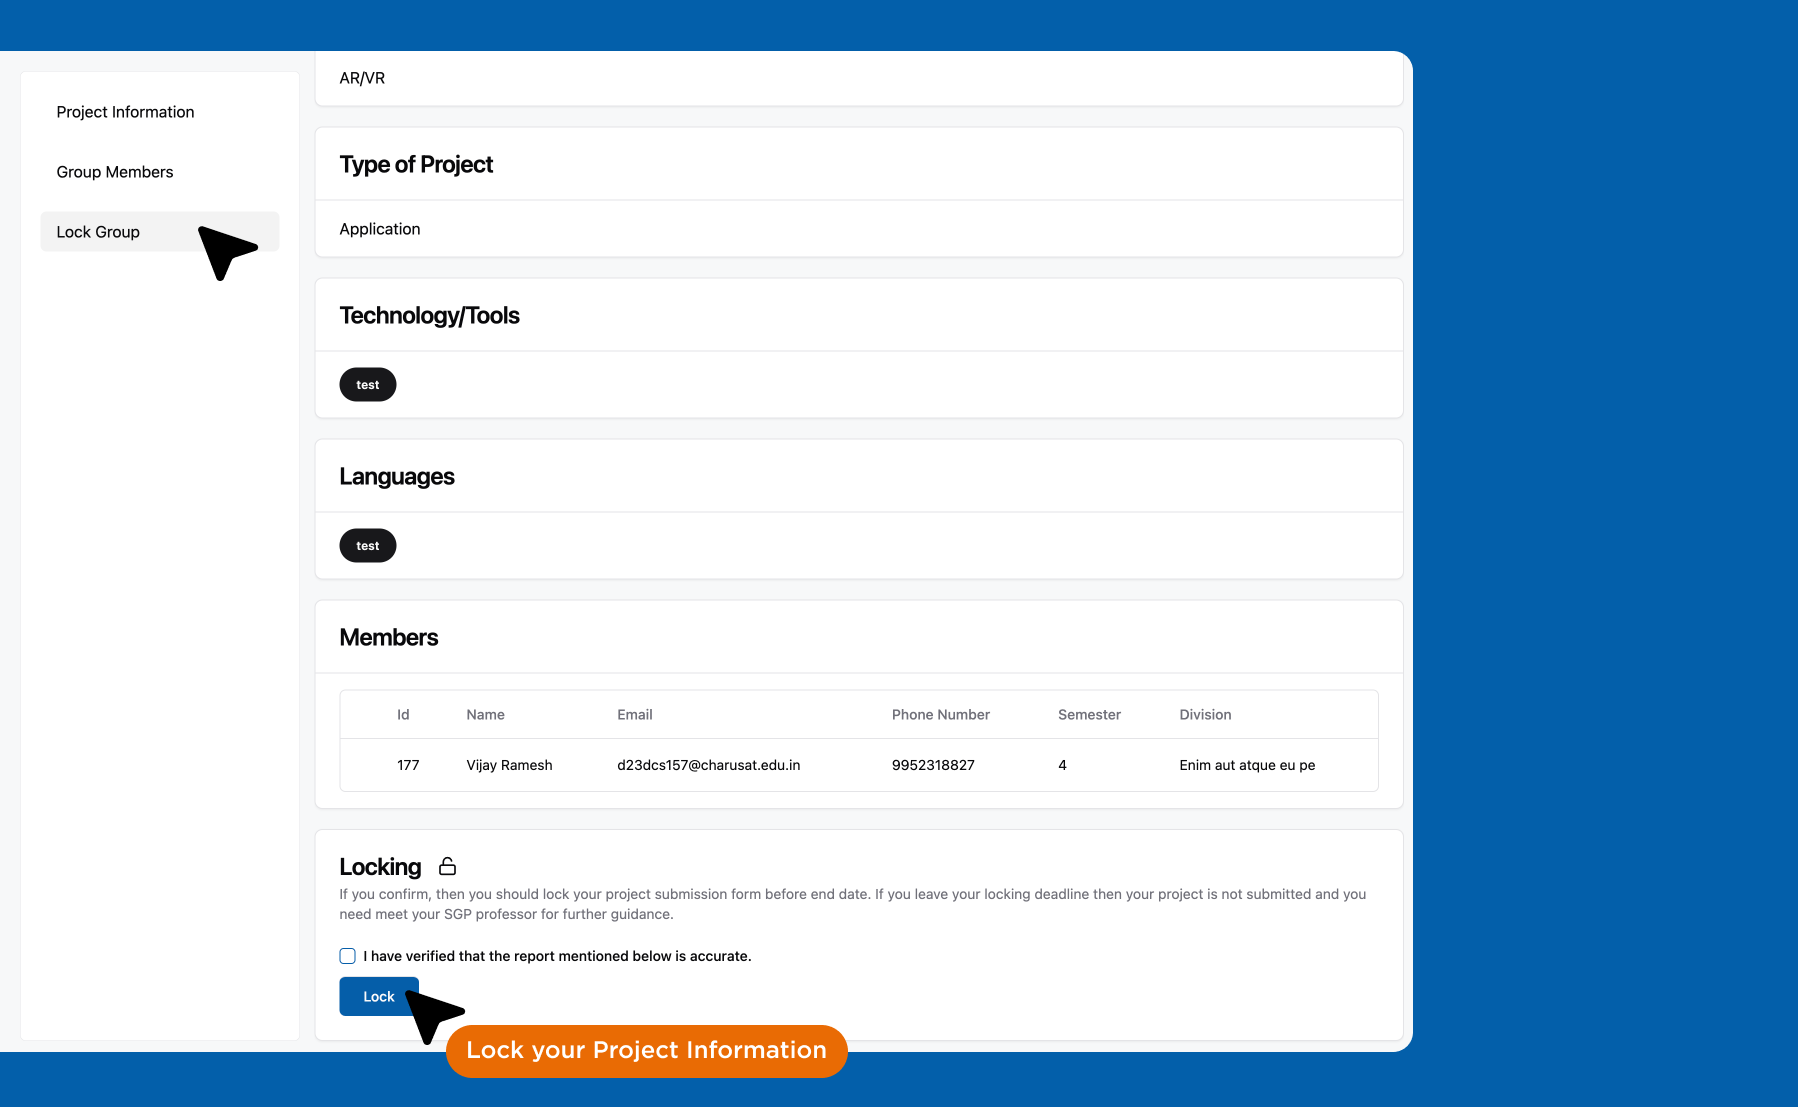 Project Information
Group Members
Lock Group
AR/VR
Type of Project
Application
Technology/Tools
test
Languages
test
Members
Id Name Email Phone Number Semester Division
177 Vijay Ramesh d23dcs157@charusat.edu.in 9952318827 4 Enim aut atque eu pe
Locking
If you confirm, then you should lock your project submission form before end date. If you leave your locking deadline then your project is not submitted and you
need meet your SGP professor for further guidance.
I have verified that the report mentioned below is accurate.
Lock
Lock your Project Information